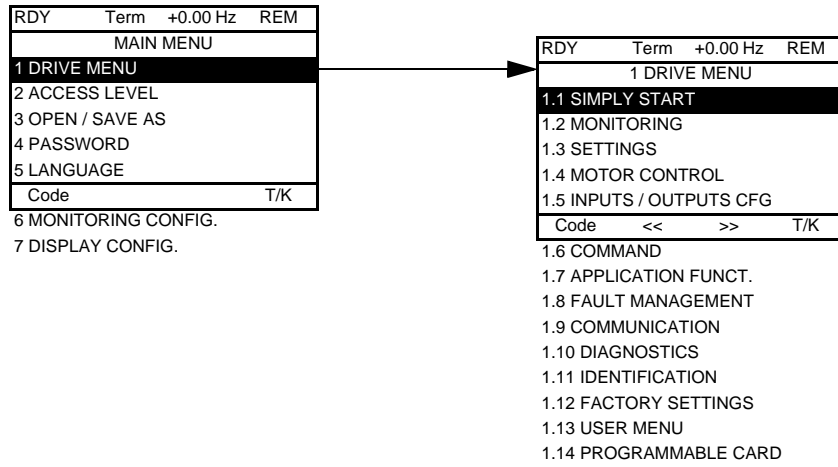 RDY Term +0.00 Hz REM
MAIN MENU
1 DRIVE MENU
2 ACCESS LEVEL
3 OPEN / SAVE AS
4 PASSWORD
5 LANGUAGE
Code T/K
6 MONITORING CONFIG.
7 DISPLAY CONFIG.
RDY Term +0.00 Hz REM
1 DRIVE MENU
1.1 SIMPLY START
1.2 MONITORING
1.3 SETTINGS
1.4 MOTOR CONTROL
1.5 INPUTS / OUTPUTS CFG
Code << >> T/K
1.6 COMMAND
1.7 APPLICATION FUNCT.
1.8 FAULT MANAGEMENT
1.9 COMMUNICATION
1.10 DIAGNOSTICS
1.11 IDENTIFICATION
1.12 FACTORY SETTINGS
1.13 USER MENU
1.14 PROGRAMMABLE CARD